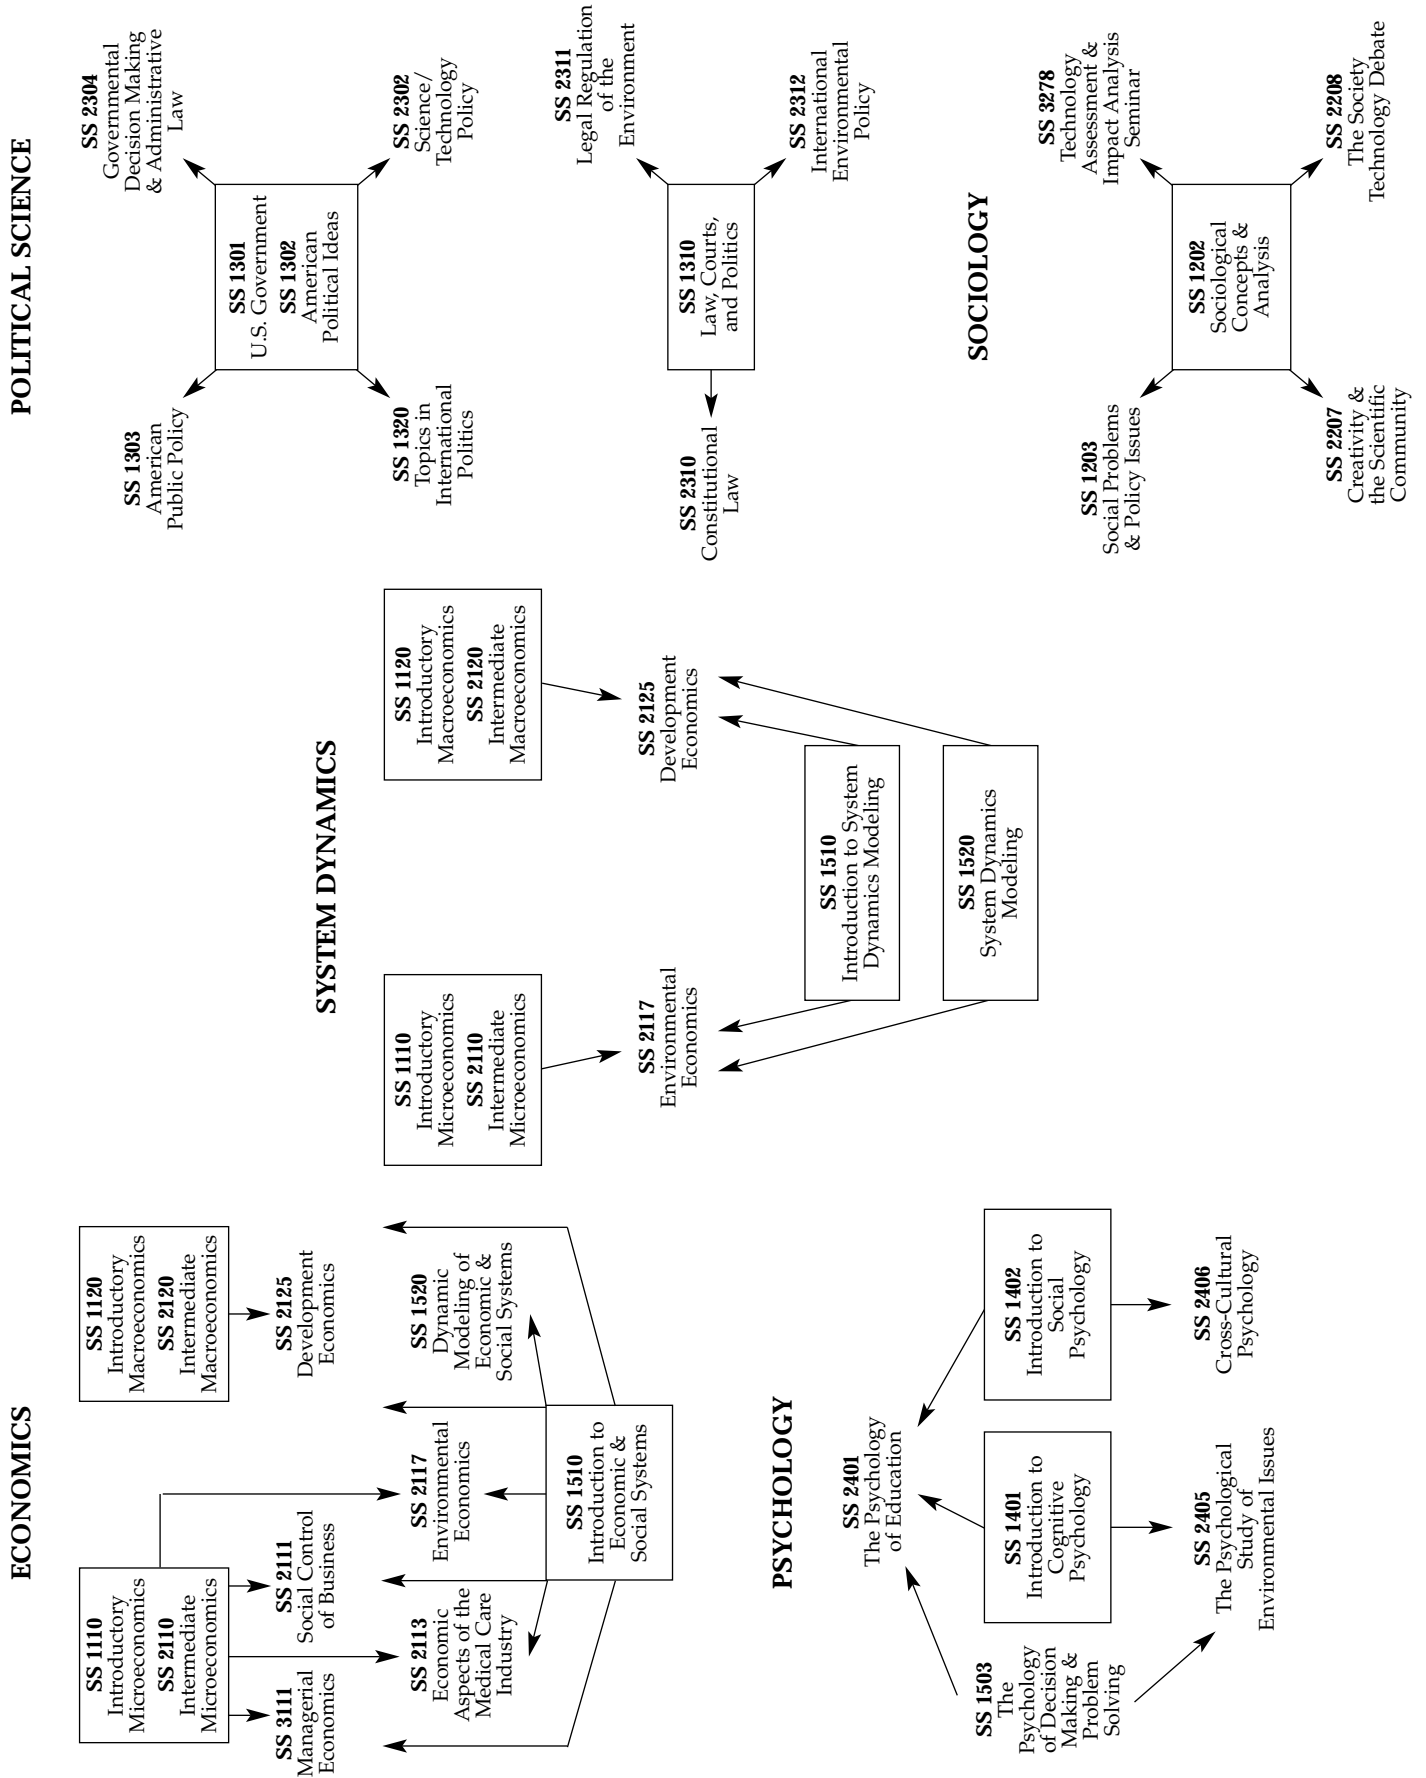 ECONOMICS
SS 1110
Introductory
Microeconomics
SS 2110
Intermediate
Microeconomics
SS 1120
Introductory
Macroeconomics
SS 2120
Intermediate
Macroeconomics
SS 3111
Managerial
Economics
SS 2111
Social Control
of Business
SS 2125
Development
Economics
SS 2113
Economic
Aspects of the
Medical Care
Industry
SS 2117
Environmental
Economics
SS 1520
Dynamic
Modeling of
Economic &
Social Systems
SS 1510
Introduction to
Economic &
Social Systems
PSYCHOLOGY
SS 2401
The Psychology
of Education
SS 1503
The
Psychology
of Decision
Making &
Problem
Solving
SS 1401
Introduction to
Cognitive
Psychology
SS 1402
Introduction to
Social
Psychology
SS 2405
The Psychological
Study of
Environmental Issues
SS 2406
Cross-Cultural
Psychology
SYSTEM DYNAMICS
SS 1110
Introductory
Microeconomics
SS 2110
Intermediate
Microeconomics
SS 1120
Introductory
Macroeconomics
SS 2120
Intermediate
Macroeconomics
SS 2117
Environmental
Economics
SS 2125
Development
Economics
SS 1510
Introduction to System
Dynamics Modeling
SS 1520
System Dynamics
Modeling
POLITICAL SCIENCE
SS 1303
American
Public Policy
SS 2304
Governmental
Decision Making
& Administrative
Law
SS 1301
U.S. Government
SS 1302
American
Political Ideas
SS 1320
Topics in
International
Politics
SS 2302
Science/
Technology
Policy
SS 2311
Legal Regulation
of the
Environment
SS 2310
Constitutional
Law
SS 1310
Law, Courts,
and Politics
SS 2312
International
Environmental
Policy
SOCIOLOGY
SS 1203
Social Problems
& Policy Issues
SS 3278
Technology
Assessment &
Impact Analysis
Seminar
SS 1202
Sociological
Concepts &
Analysis
SS 2207
Creativity &
the Scientific
Community
SS 2208
The Society
Technology Debate